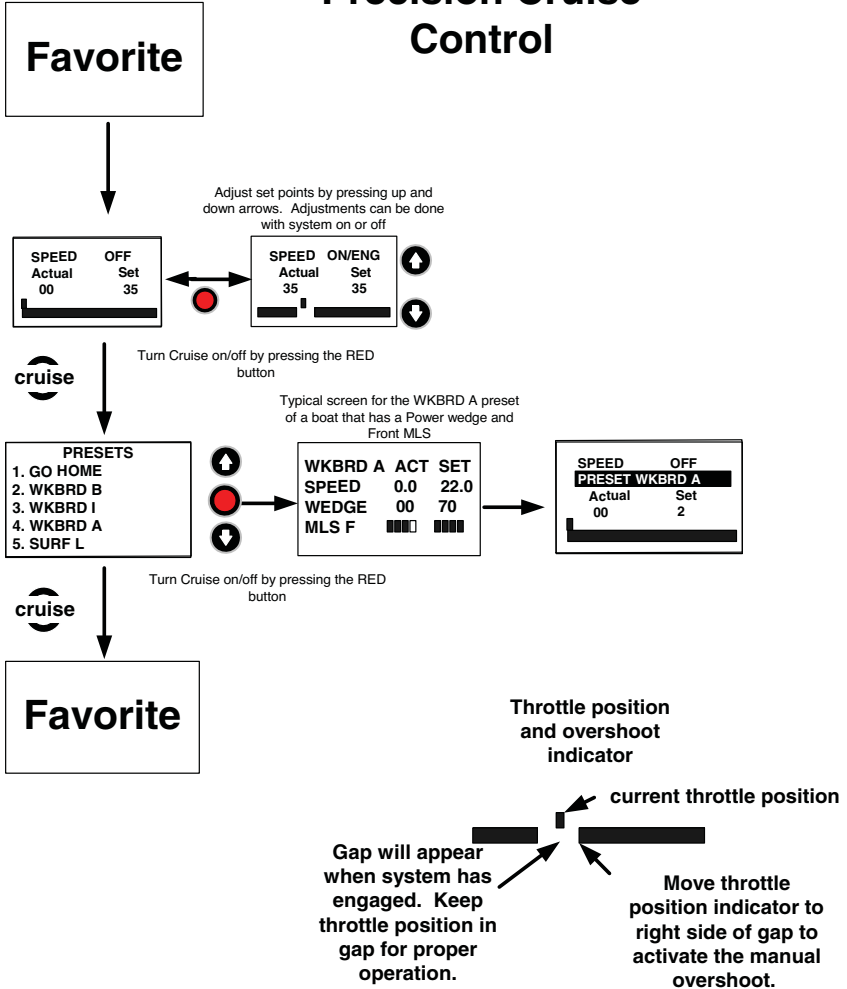 Precision Cruise
Control
Favorite
Adjust set points by pressing up and
down arrows. Adjustments can be done
with system on or off
SPEED OFF
Actual Set
00 35
SPEED ON/ENG
Actual Set
35 35
cruise
Turn Cruise on/off by pressing the RED
button
Typical screen for the WKBRD A preset
of a boat that has a Power wedge and
Front MLS
PRESETS
1. GO HOME
2. WKBRD B
3. WKBRD I
4. WKBRD A
5. SURF L
WKBRD A ACT SET
SPEED 0.0 22.0
WEDGE 00 70
MLS F
SPEED OFF
PRESET WKBRD A
Actual Set
00 2
Turn Cruise on/off by pressing the RED
button
cruise
Favorite
Throttle position
and overshoot
indicator
current throttle position
Gap will appear
when system has
engaged. Keep
throttle position in
gap for proper
operation.
Move throttle
position indicator to
right side of gap to
activate the manual
overshoot.